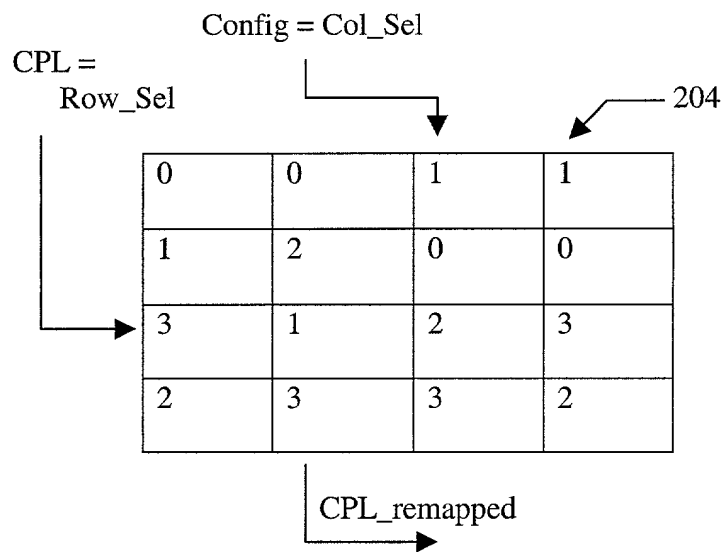 Config = Col_Sel
CPL =
Row_Sel
204
0 0 1 1
1 2 0 0
3 1 2 3
2 3 3 2
CPL_remapped